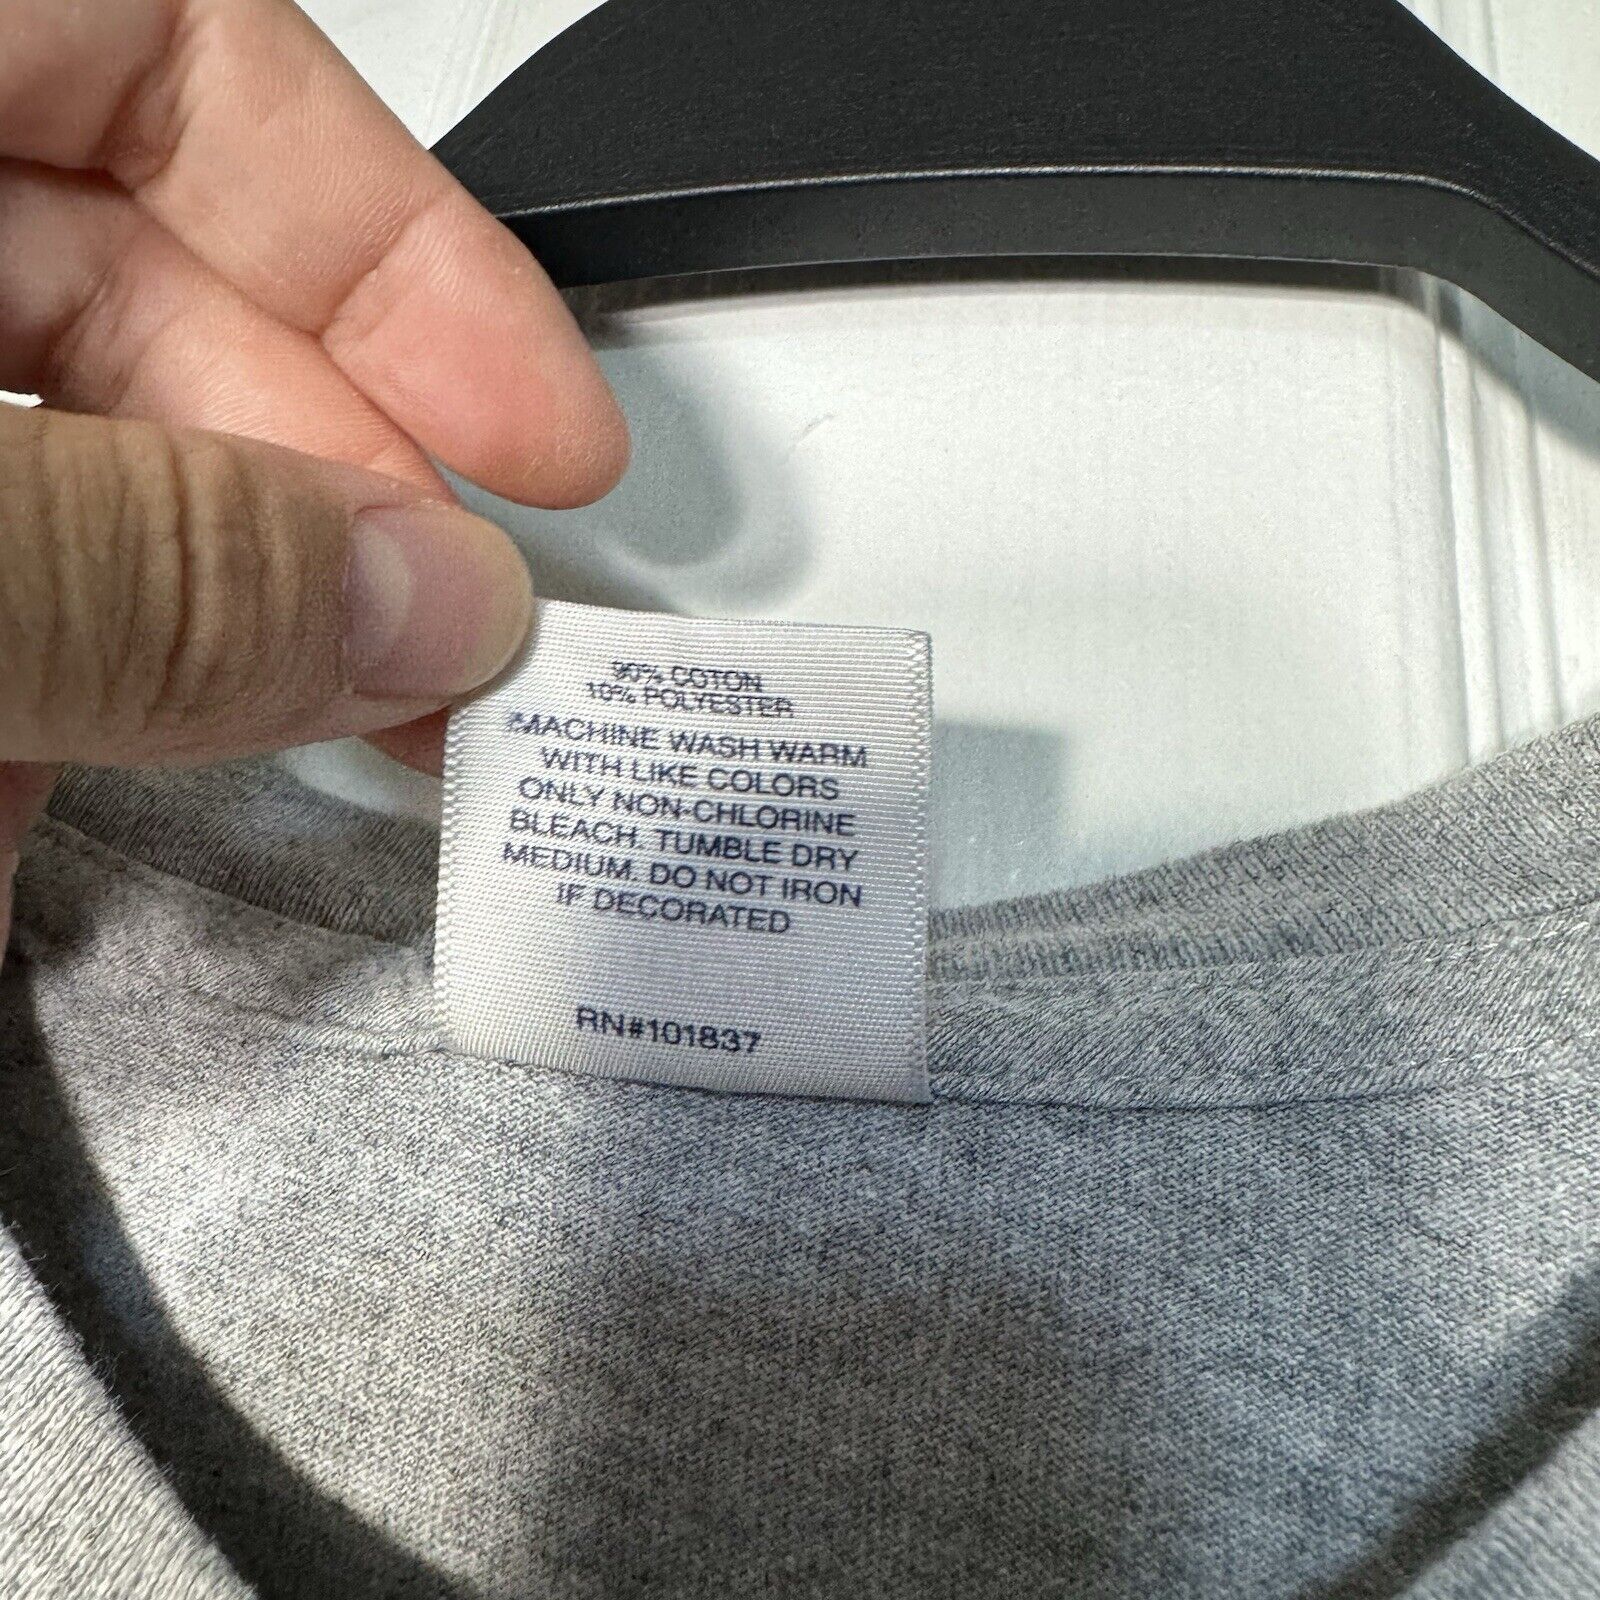 90% COTON
10% POLYESTER
MACHINE WASH WARM
WITH LIKE COLORS
ONLY NON-CHLORINE
BLEACH. TUMBLE DRY
MEDIUM. DO NOT IRON
IF DECORATED
RN#101837